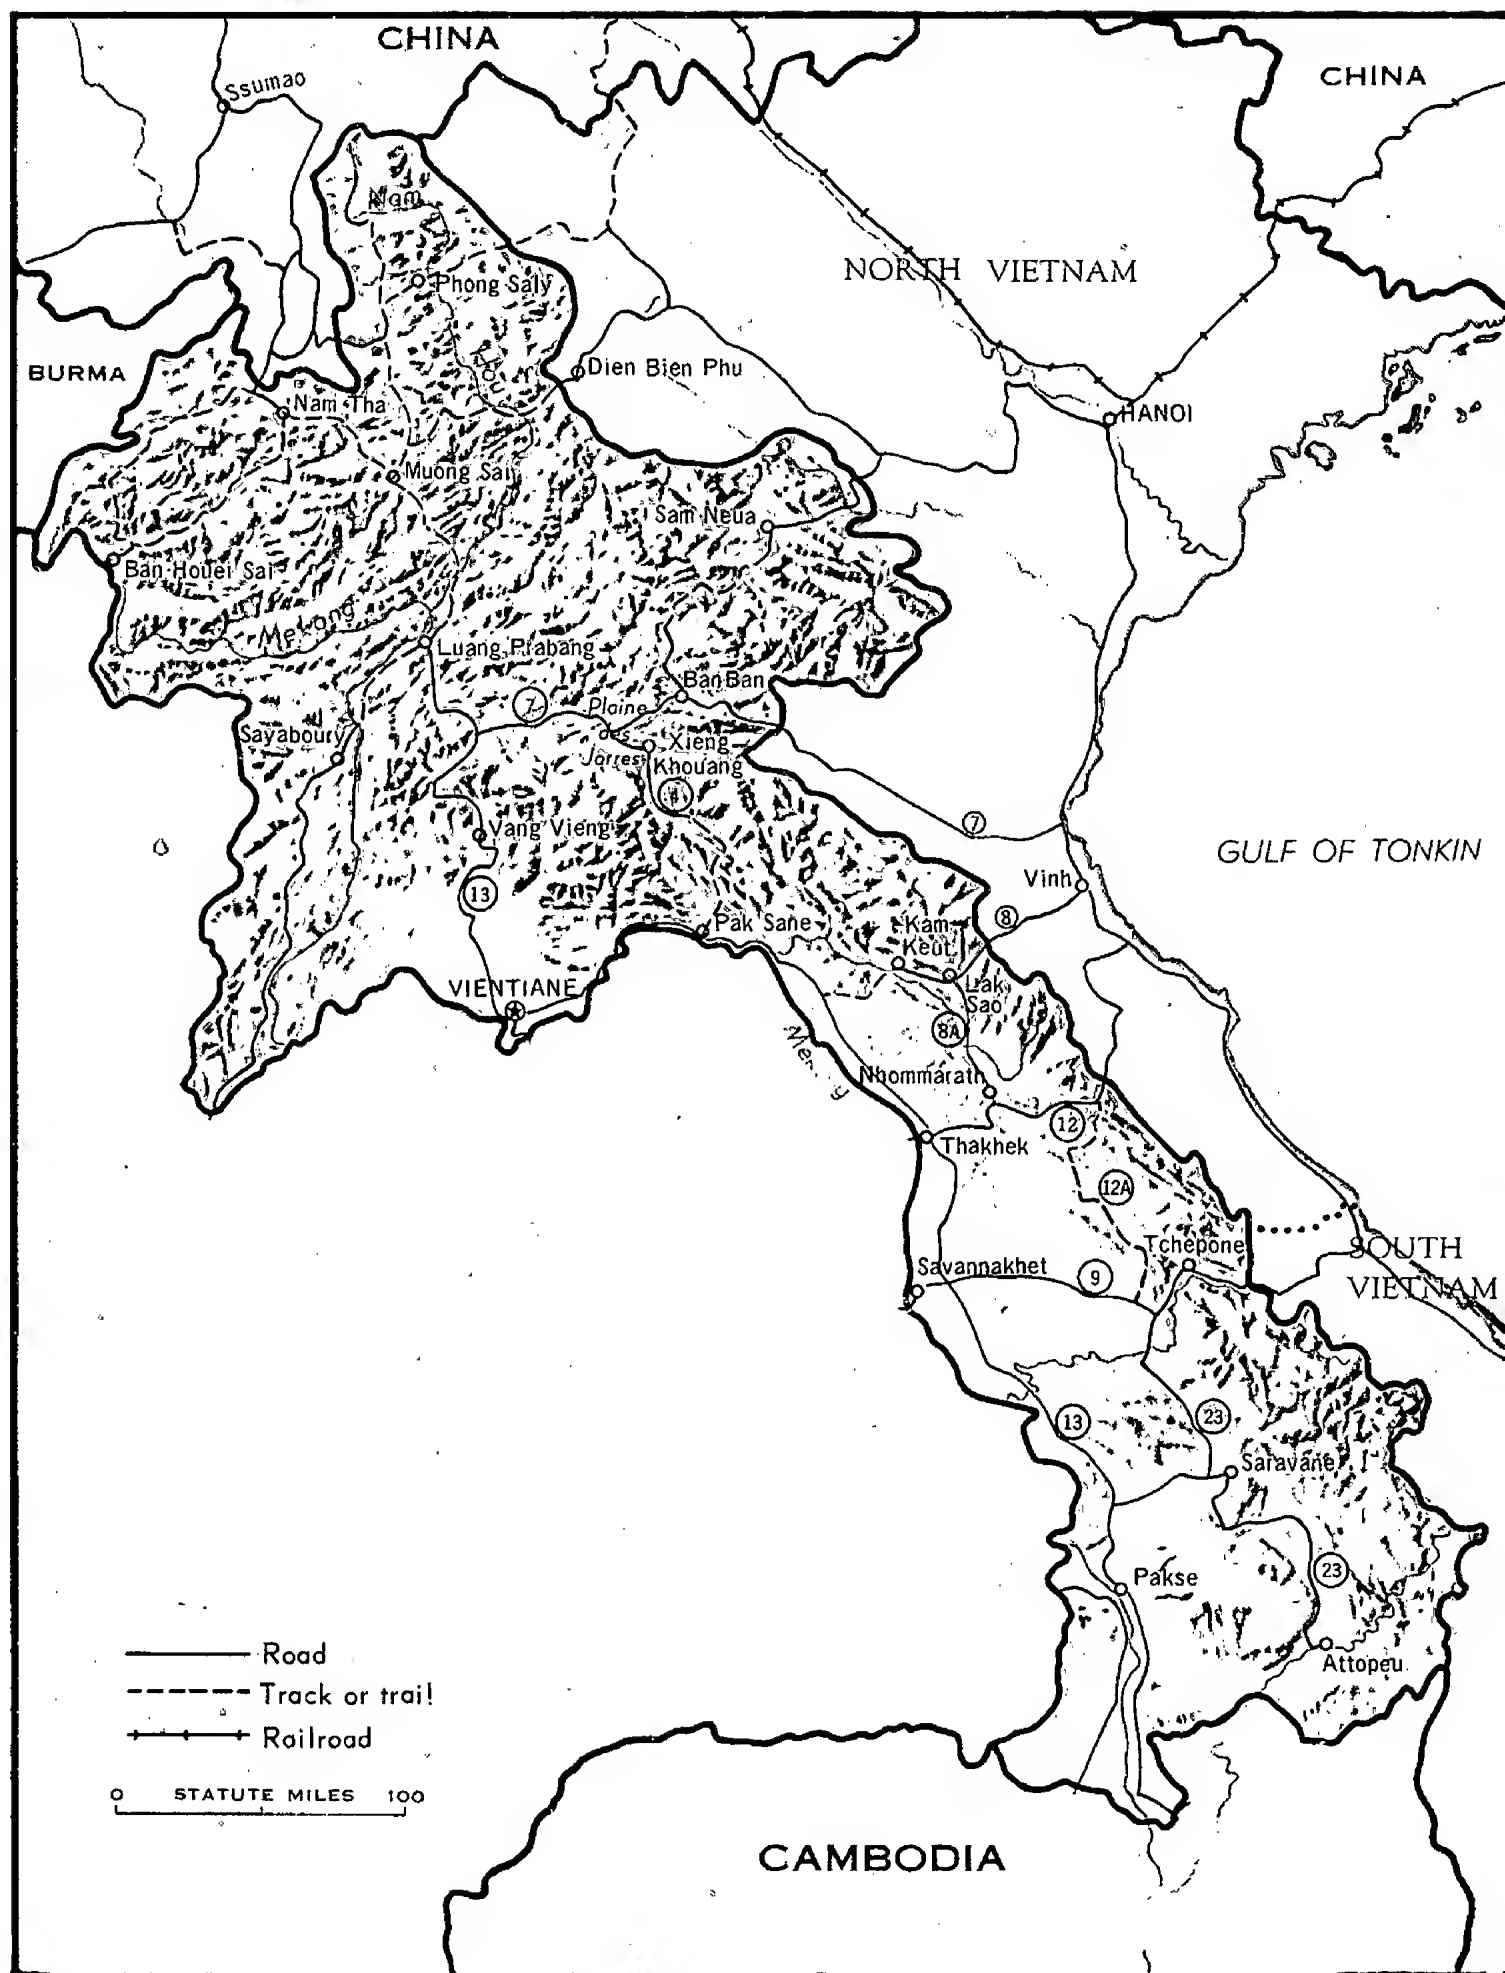 CHINA
CHINA
Ssumao
Nam
Phong Saly
NORTH VIETNAM
BURMA
Hou
Dien Bien Phu
Nam Tha
HANOI
Muong Sai
Sam Neua
Ban Houei Sai
Mekong
Luang Prabang
Ban Ban
7
Plaine
des
Jarres
Sayaboury
Xieng
Khouang
4
7
Vang Vieng
GULF OF TONKIN
Vinh
13
8
Pak Sane
Kam
Keut
VIENTIANE
Lak
Sao
8A
Nhommarath
12
Thakhek
12A
Tchepone
SOUTH
VIETNAM
Savannakhet
9
13
23
Saravane
Pakse
23
Attopeu
Road
Track or trail
Railroad
0 STATUTE MILES 100
CAMBODIA